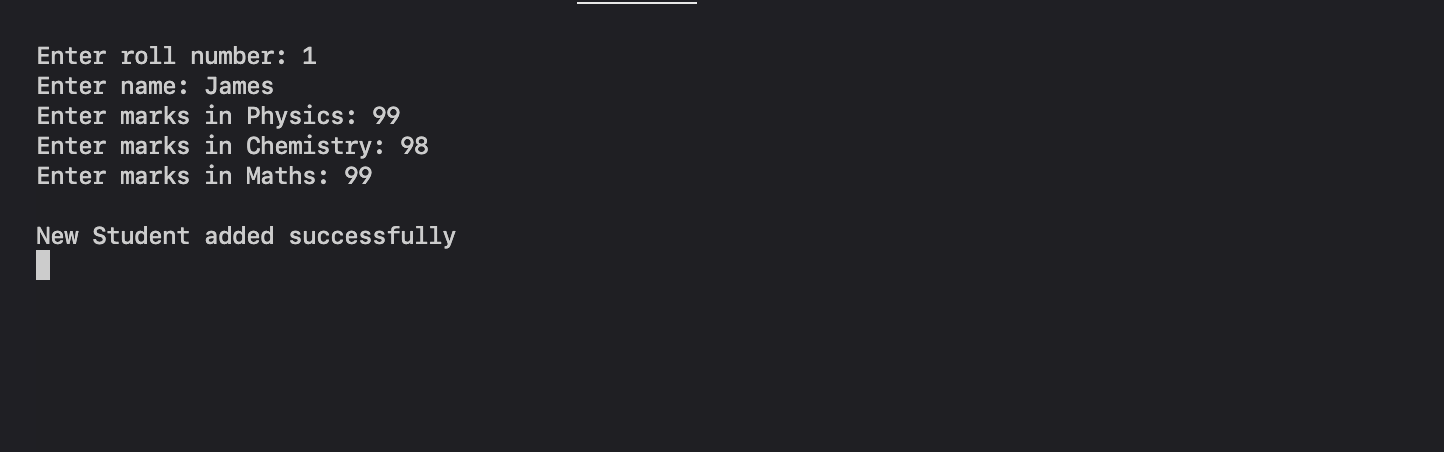 Enter roll number: 1
Enter name: James
Enter marks in Physics: 99
Enter marks in Chemistry: 98
Enter marks in Maths: 99
New Student added successfully